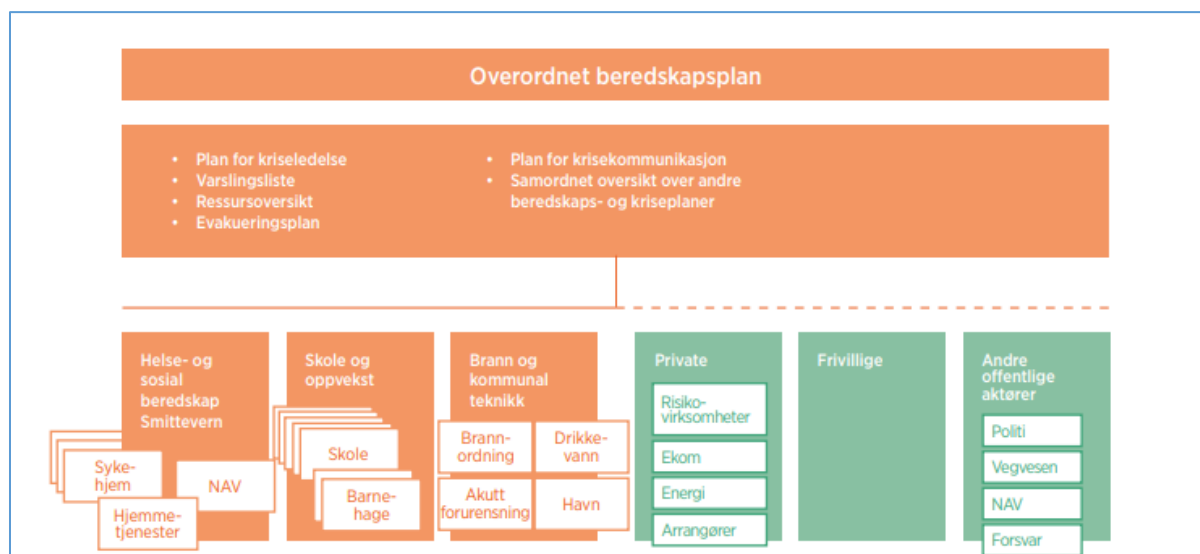 Overordnet beredskapsplan
• Plan for kriseledelse
• Varslingsliste
• Ressursoversikt
• Evakueringsplan
• Plan for krisekommunikasjon
• Samordnet oversikt over andre
beredskaps- og kriseplaner
Helse- og
sosial
beredskap
Smittevern
Syke-
hjem
NAV
Hjemme-
tjenester
Skole og
oppvekst
Skole
Barne-
hage
Brann og
kommunal
teknikk
Brann-
ordning
Drikke-
vann
Akutt
forurensning
Havn
Private
Risiko-
virksomheter
Ekom
Energi
Arrangører
Frivillige
Andre
offentlige
aktører
Politi
Vegvesen
NAV
Forsvar